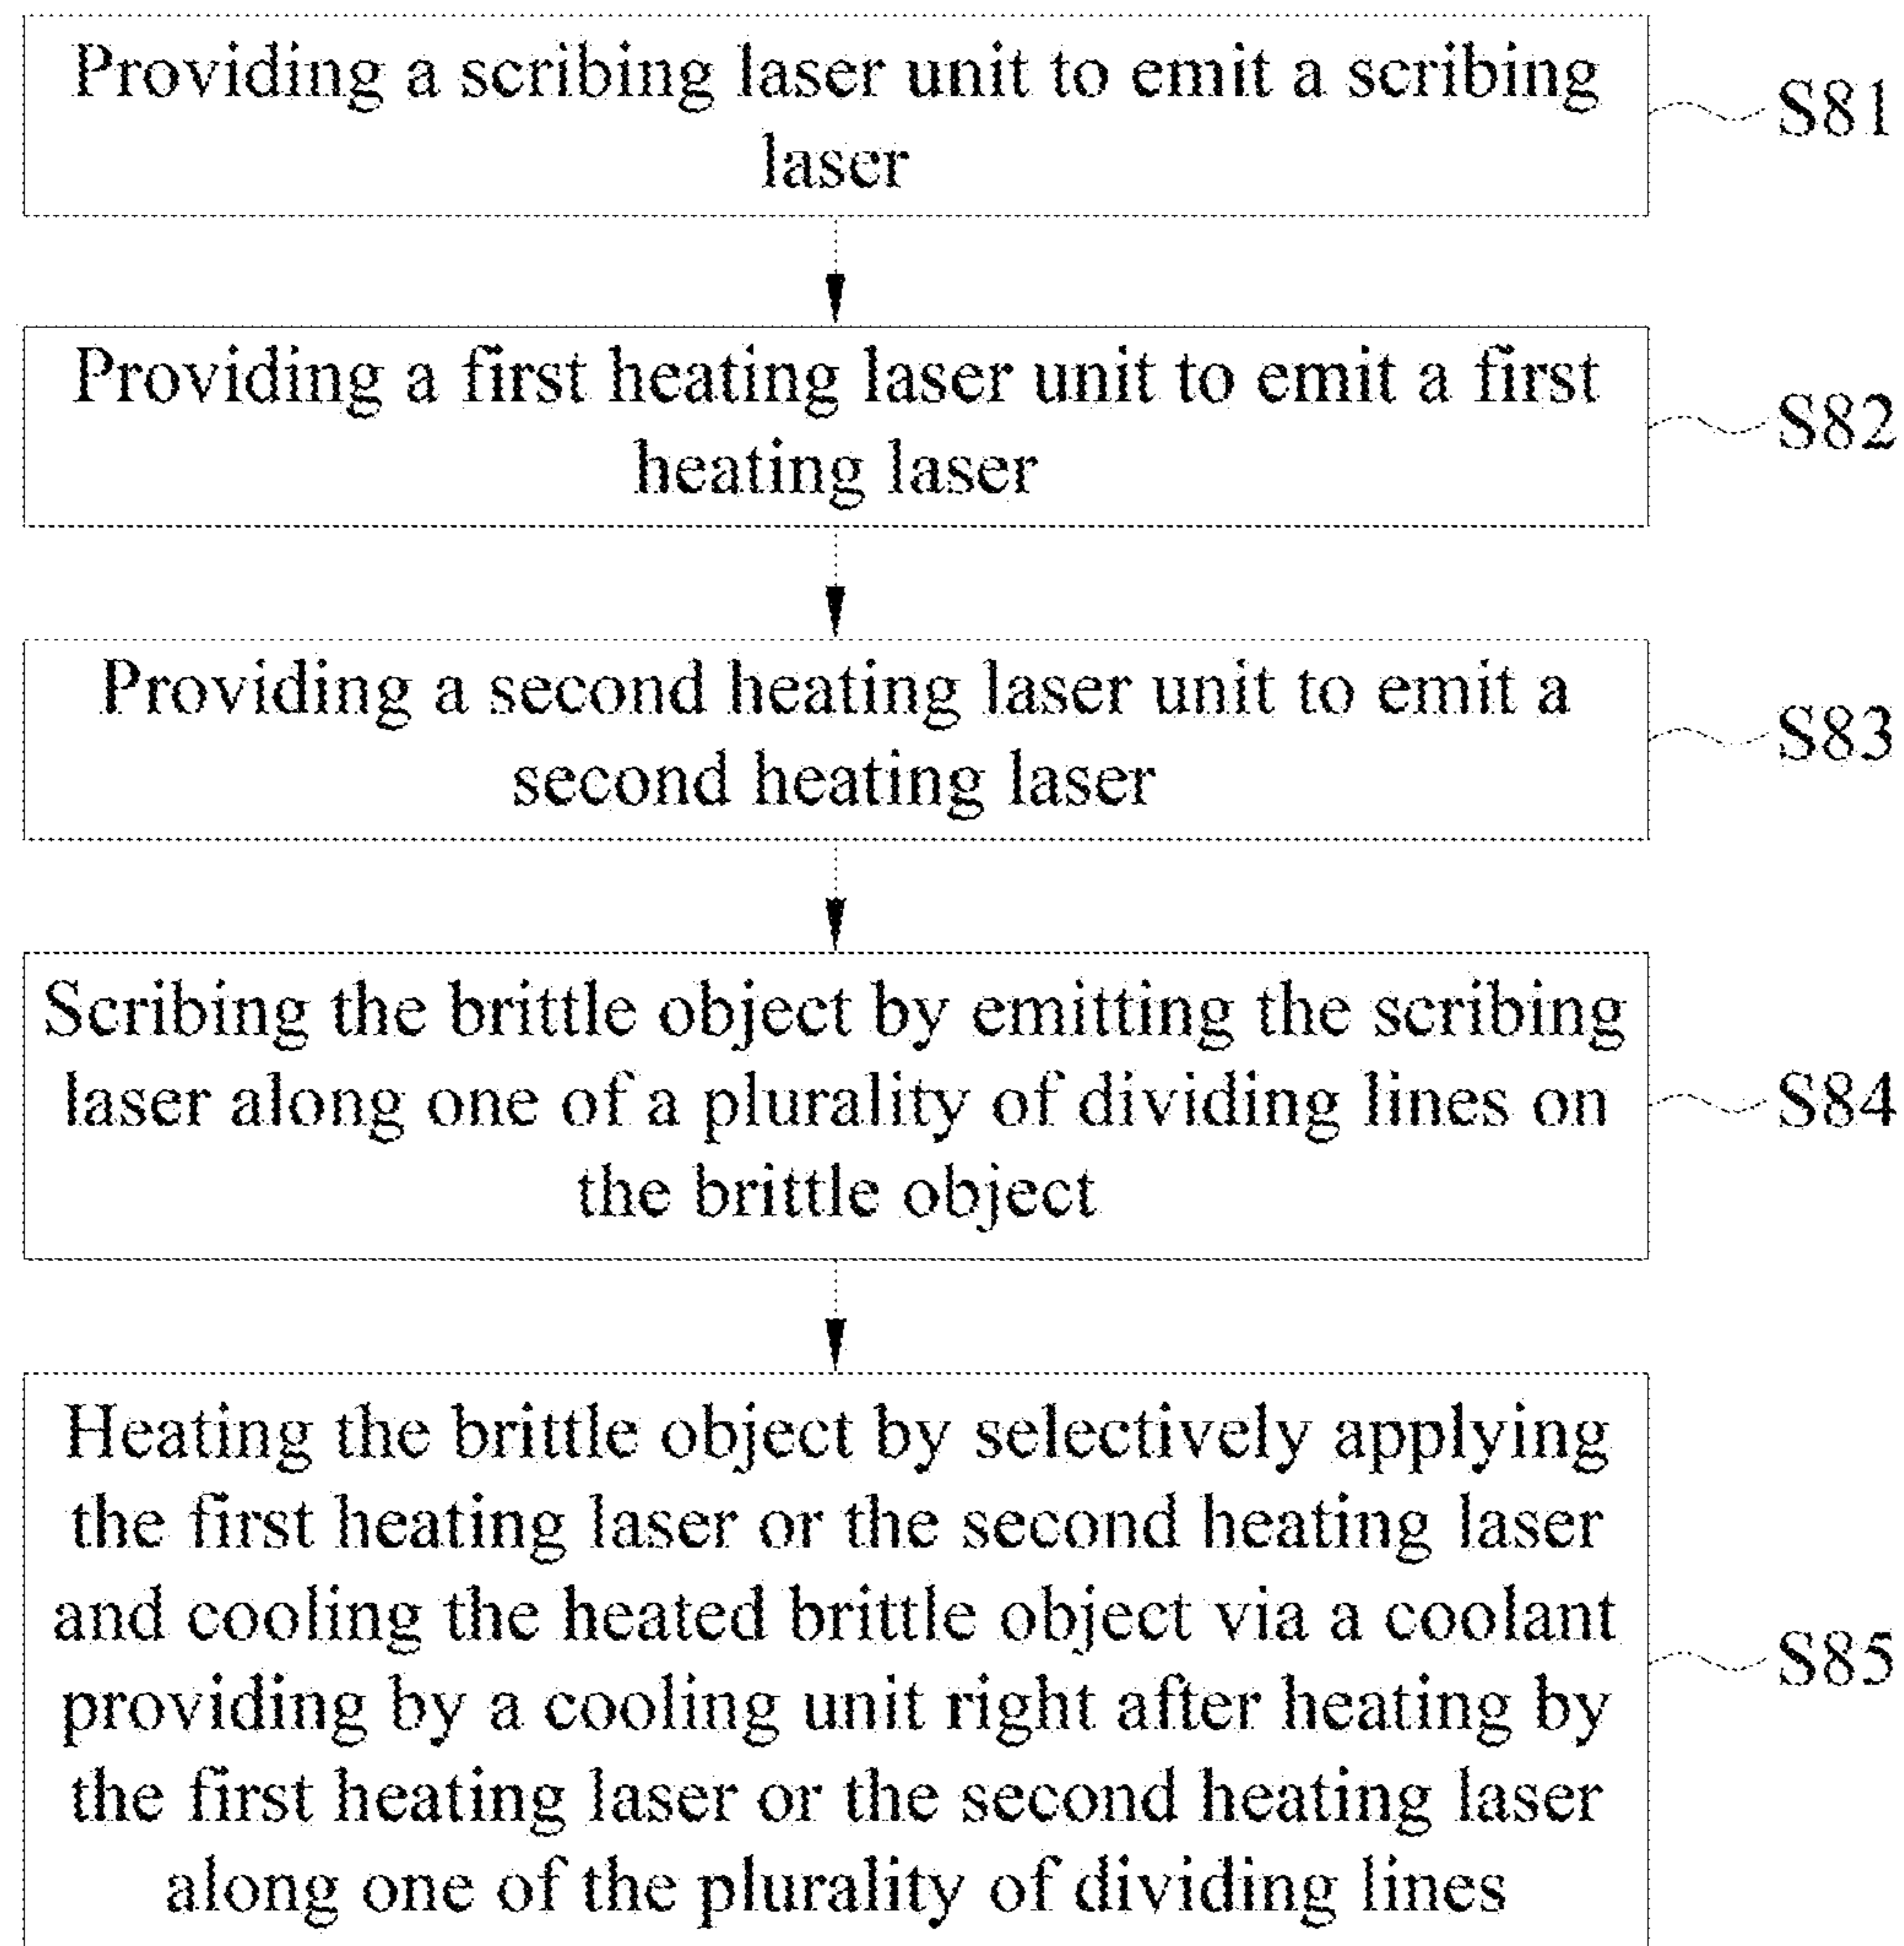 Providing a scribing laser unit to emit a scribing
laser
S81
Providing a first heating laser unit to emit a first
heating laser
S82
Providing a second heating laser unit to emit a
second heating laser
S83
Scribing the brittle object by emitting the scribing
laser along one of a plurality of dividing lines on
the brittle object
S84
Heating the brittle object by selectively applying
the first heating laser or the second heating laser
and cooling the heated brittle object via a coolant
providing by a cooling unit right after heating by
the first heating laser or the second heating laser
along one of the plurality of dividing lines
S85